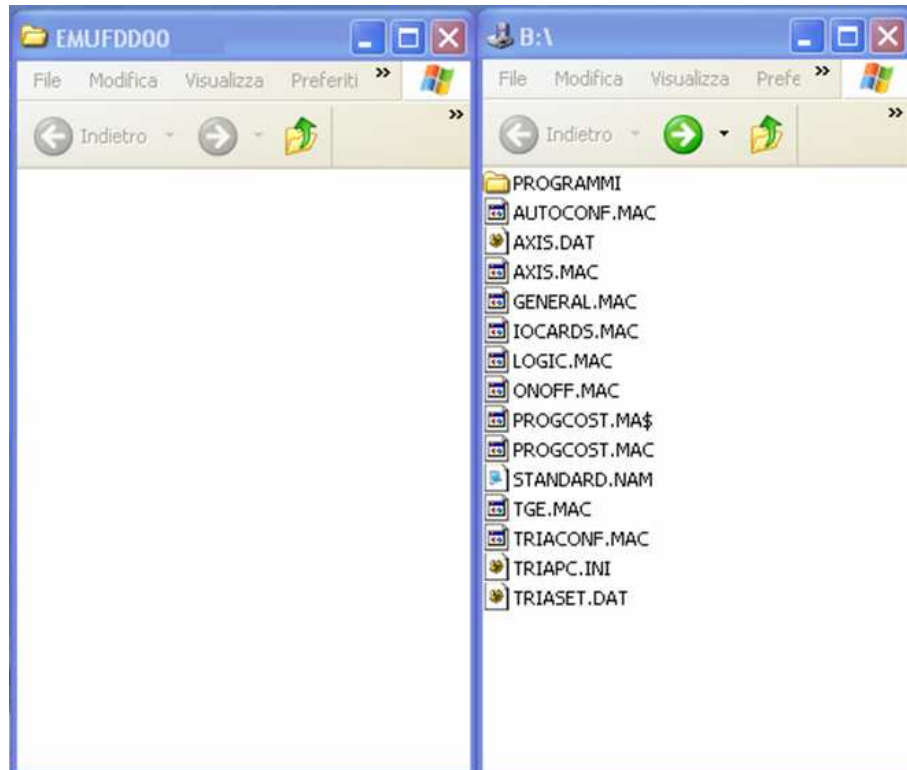 EMUFDD00
File Modifica Visualizza Preferiti »
Indietro »
B:\
File Modifica Visualizza Prefe »
Indietro »
PROGRAMMI
AUTOCONF.MAC
AXIS.DAT
AXIS.MAC
GENERAL.MAC
IOCARDS.MAC
LOGIC.MAC
ONOFF.MAC
PROGCOST.MA$
PROGCOST.MAC
STANDARD.NAM
TGE.MAC
TRIACONF.MAC
TRIAPC.INI
TRIASET.DAT